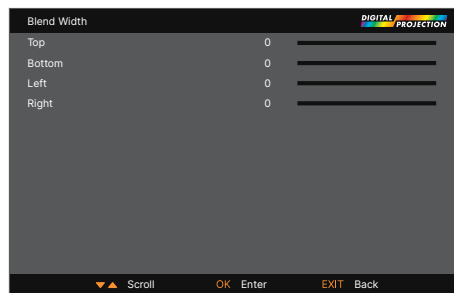 Blend Width
DIGITAL PROJECTION
Top 0
Bottom 0
Left 0
Right 0
Scroll OK Enter EXIT Back